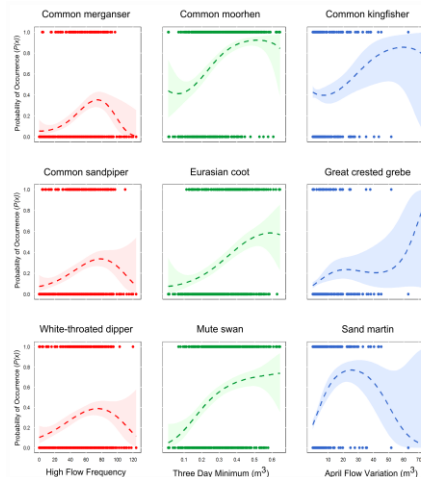 Common merganser
Common moorhen
Common kingfisher
Probability of Occurrence (P(x))
1.0
0.8
0.6
0.4
0.2
0.0
Common sandpiper
Eurasian coot
Great crested grebe
Probability of Occurrence (P(x))
1.0
0.8
0.6
0.4
0.2
0.0
White-throated dipper
Mute swan
Sand martin
Probability of Occurrence (P(x))
1.0
0.8
0.6
0.4
0.2
0.0
0 20 40 60 80 100 120
0.1 0.2 0.3 0.4 0.5 0.6
0 10 20 30 40 50 60 70
High Flow Frequency
Three Day Minimum (m³)
April Flow Variation (m³)